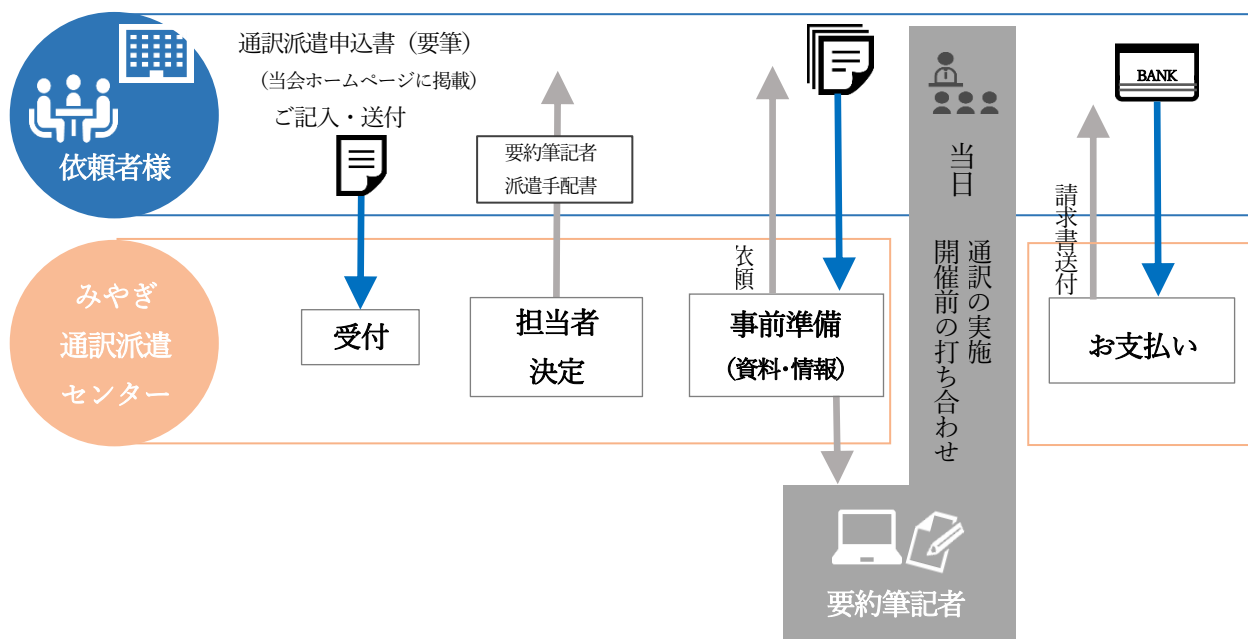 依頼者様
通訳派遣申込書（要筆）
（当会ホームページに掲載）
ご記入・送付
要約筆記者
派遣手配書
BANK
みやぎ
通訳派遣
センター
受付
担当者
決定
依頼
事前準備
（資料・情報）
当日
通訳の実施
開催前の打ち合わせ
請求書送付
お支払い
要約筆記者